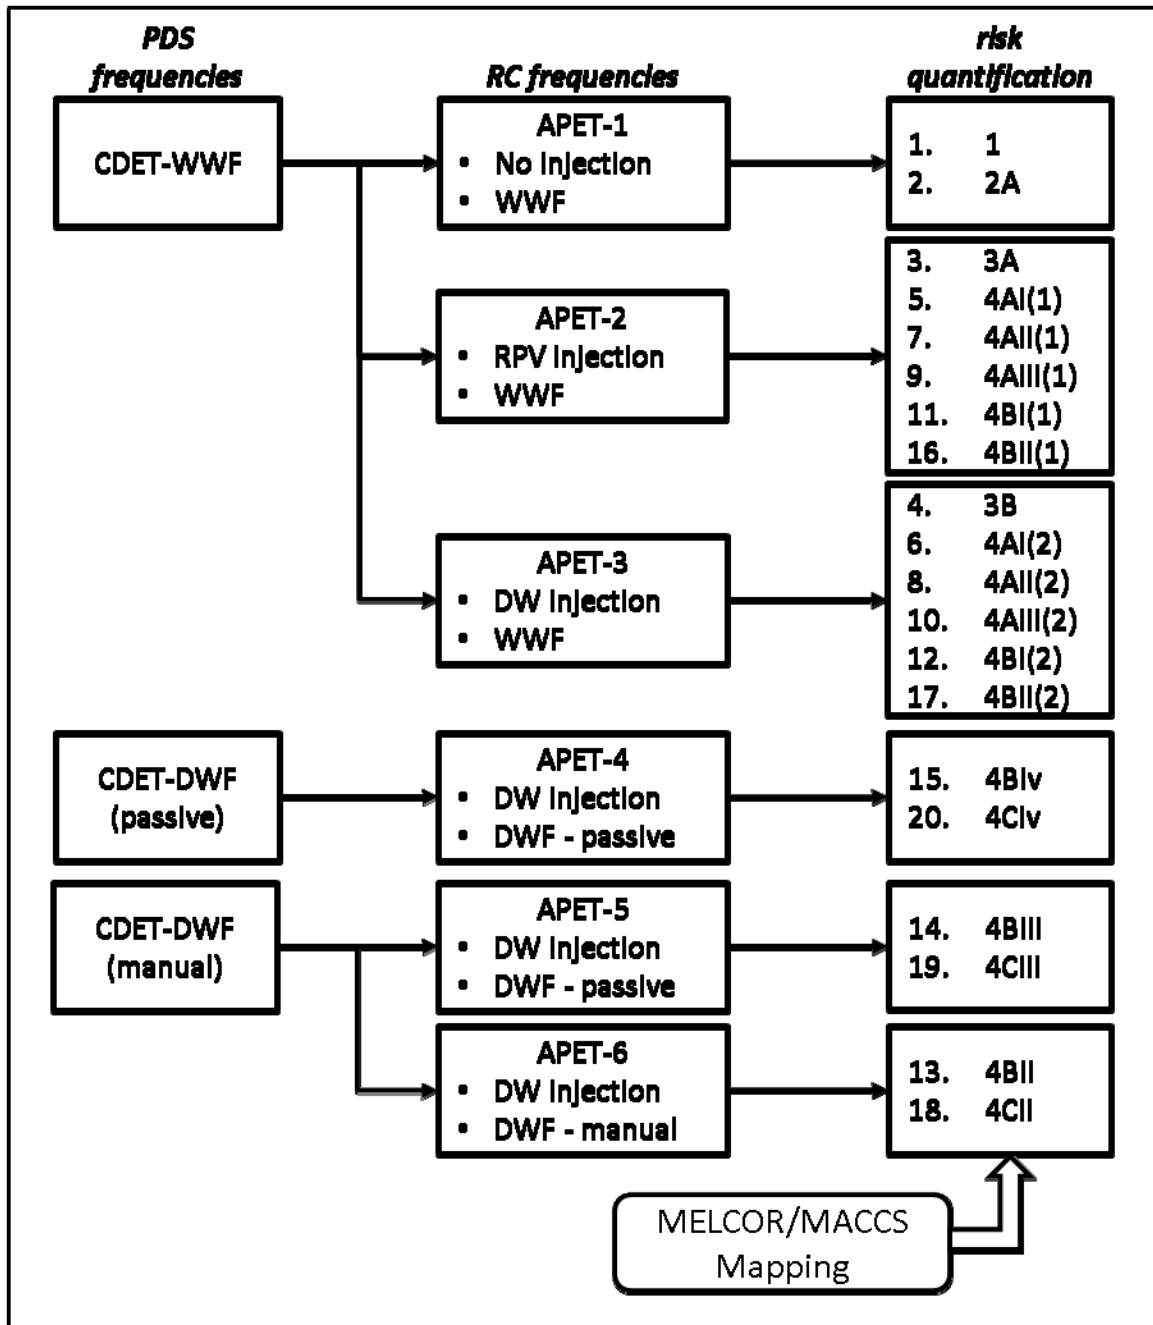 PDS
frequencies
RC frequencies
risk
quantification
CDET-WWF
APET-1
▪ No injection
▪ WWF
1. 1
2. 2A
APET-2
▪ RPV injection
▪ WWF
3. 3A
5. 4AI(1)
7. 4AII(1)
9. 4AIII(1)
11. 4BI(1)
16. 4BII(1)
APET-3
▪ DW injection
▪ WWF
4. 3B
6. 4AI(2)
8. 4AII(2)
10. 4AIII(2)
12. 4BI(2)
17. 4BII(2)
CDET-DWF
(passive)
APET-4
▪ DW injection
▪ DWF - passive
15. 4BIv
20. 4CIv
CDET-DWF
(manual)
APET-5
▪ DW injection
▪ DWF - passive
14. 4BIII
19. 4CIII
APET-6
▪ DW injection
▪ DWF - manual
13. 4BII
18. 4CII
MELCOR/MACCS
Mapping